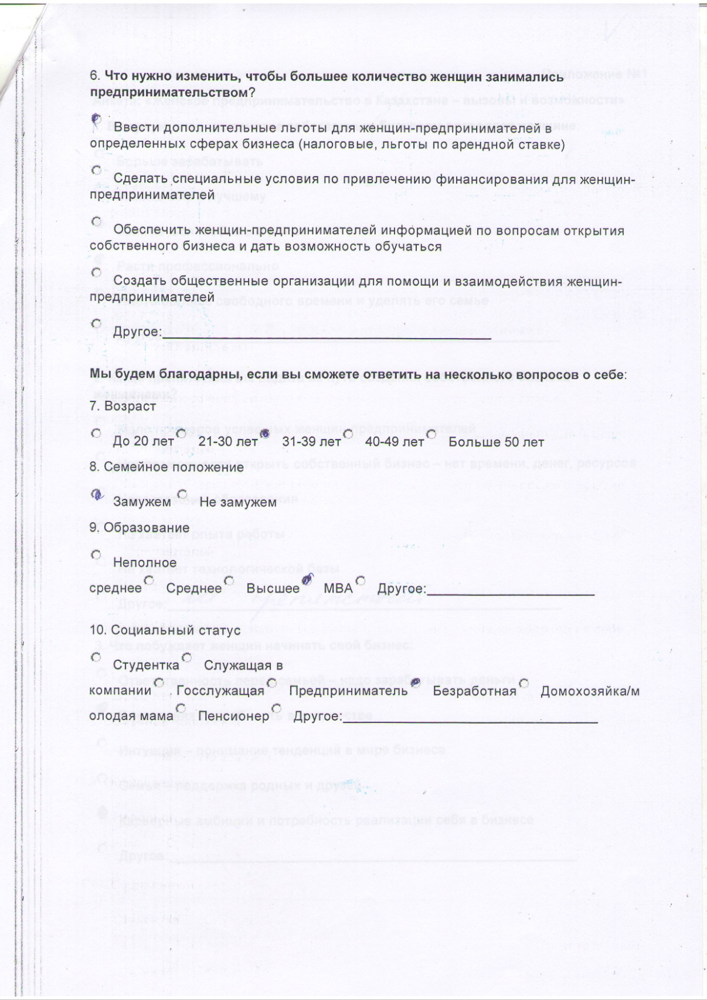 6. Что нужно изменить, чтобы большее количество женщин занимались
предпринимательством?
Ввести дополнительные льготы для женщин-предпринимателей в
определенных сферах бизнеса (налоговые, льготы по арендной ставке)
Сделать специальные условия по привлечению финансирования для женщин-
предпринимателей
Обеспечить женщин-предпринимателей информацией по вопросам открытия
собственного бизнеса и дать возможность обучаться
Создать общественные организации для помощи и взаимодействия женщин-
предпринимателей
Другое:
Мы будем благодарны, если вы сможете ответить на несколько вопросов о себе:
7. Возраст
До 20 лет 21-30 лет 31-39 лет 40-49 лет Больше 50 лет
8. Семейное положение
Замужем Не замужем
9. Образование
Неполное
среднее Среднее Высшее МВА Другое:
10. Социальный статус
Студентка Служащая в
компании Госслужащая Предприниматель Безработная Домохозяйка/м
олодая мама Пенсионер Другое: